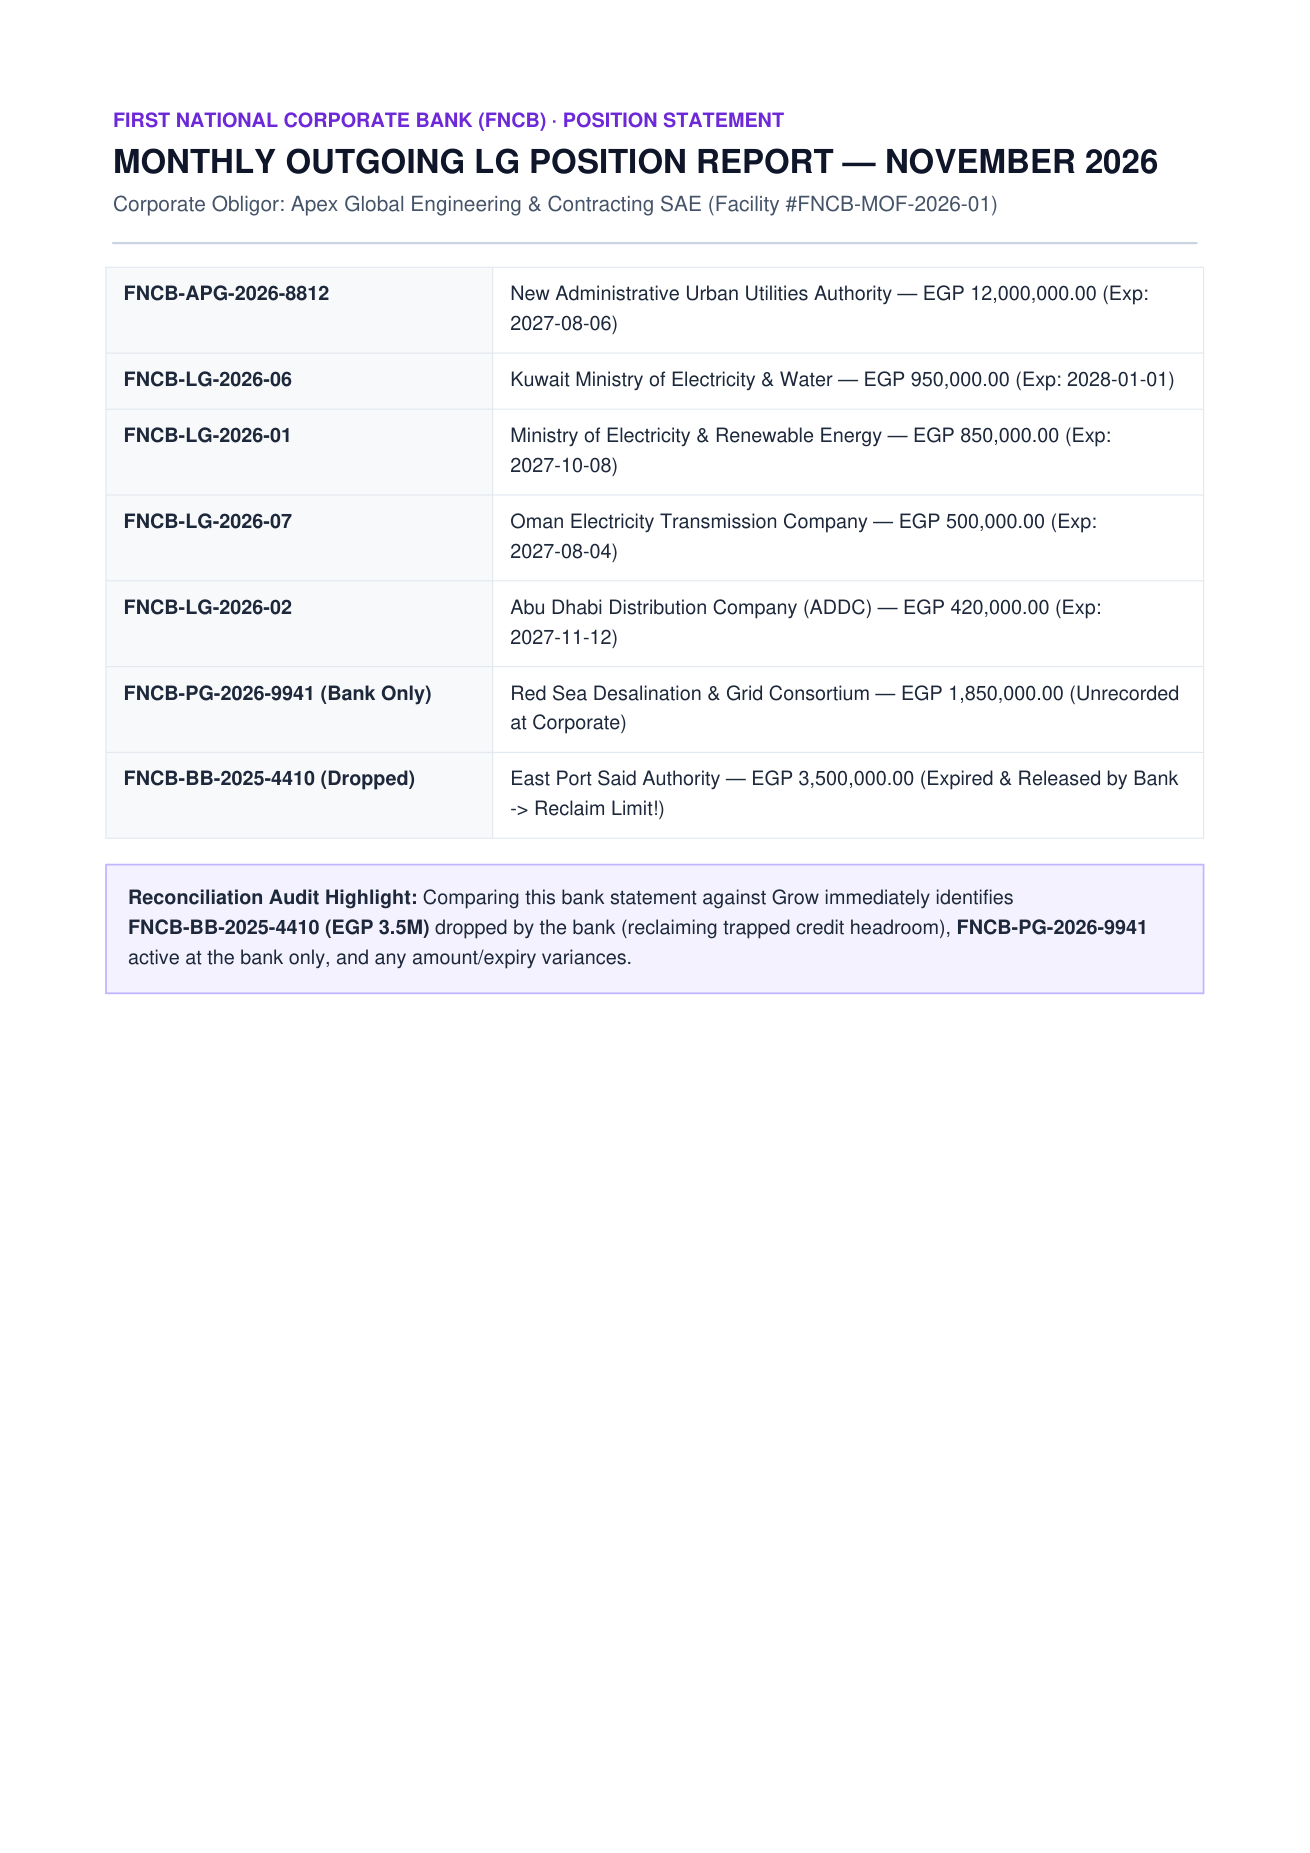 FIRST NATIONAL CORPORATE BANK (FNCB) · POSITION STATEMENT
MONTHLY OUTGOING LG POSITION REPORT — NOVEMBER 2026
Corporate Obligor: Apex Global Engineering & Contracting SAE (Facility #FNCB-MOF-2026-01)
FNCB-APG-2026-8812
New Administrative Urban Utilities Authority — EGP 12,000,000.00 (Exp:
2027-08-06)
FNCB-LG-2026-06
Kuwait Ministry of Electricity & Water — EGP 950,000.00 (Exp: 2028-01-01)
FNCB-LG-2026-01
Ministry of Electricity & Renewable Energy — EGP 850,000.00 (Exp:
2027-10-08)
FNCB-LG-2026-07
Oman Electricity Transmission Company — EGP 500,000.00 (Exp:
2027-08-04)
FNCB-LG-2026-02
Abu Dhabi Distribution Company (ADDC) — EGP 420,000.00 (Exp:
2027-11-12)
FNCB-PG-2026-9941 (Bank Only)
Red Sea Desalination & Grid Consortium — EGP 1,850,000.00 (Unrecorded
at Corporate)
FNCB-BB-2025-4410 (Dropped)
East Port Said Authority — EGP 3,500,000.00 (Expired & Released by Bank
-> Reclaim Limit!)
Reconciliation Audit Highlight: Comparing this bank statement against Grow immediately identifies
FNCB-BB-2025-4410 (EGP 3.5M) dropped by the bank (reclaiming trapped credit headroom), FNCB-PG-2026-9941
active at the bank only, and any amount/expiry variances.